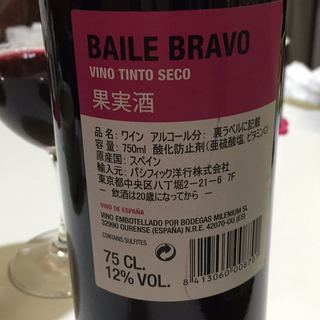 BAILE BRAVO
VINO TINTO SECO
果実酒
品名: ワイン アルコール分: 裏ラベルに記載
容量: 750ml 酸化防止剤(亜硫酸塩、ビタミンC)
原産国: スペイン
輸入元: パシフィック洋行株式会社
東京都中央区八丁堀2-21-6 7F
― 飲酒は20歳になってから ―
VINO DE ESPAÑA
VINO EMBOTELLADO POR BODEGAS MILENIUM SL
32990 OURENSE (ESPAÑA) N.R.E. 42070-OU (ES)
CONTAINS SULFITES
75 CL.
12% VOL.